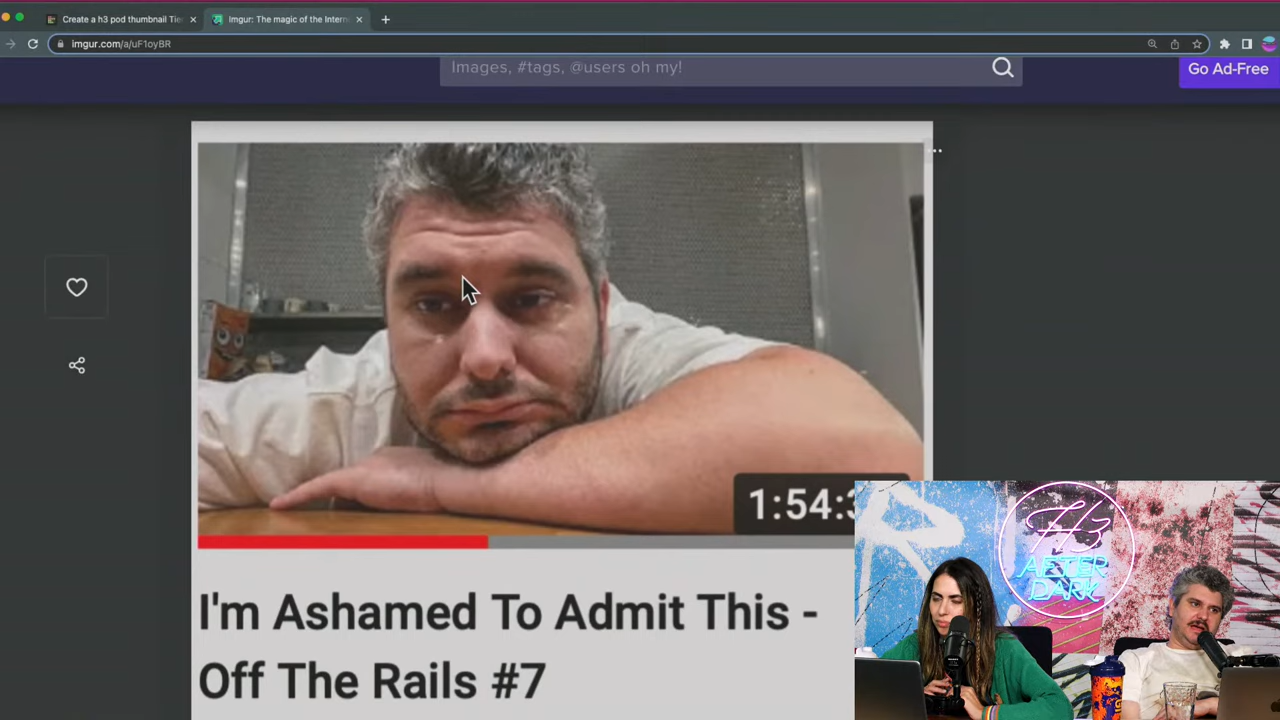 Create a h3 pod thumbnail Tie
Imgur: The magic of the Intern
imgur.com/a/uF1oyBR
Images, #tags, @users oh my!
Go Ad-Free
1:54:3
I'm Ashamed To Admit This -
Off The Rails #7
H3
AFTER
DARK